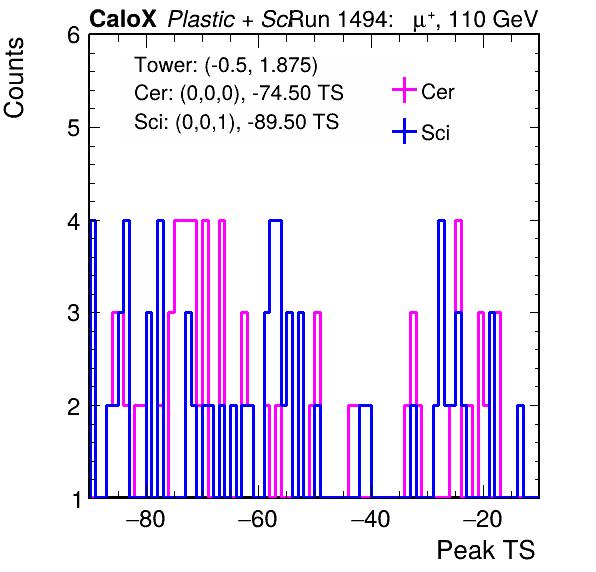 CaloX Plastic + Sci Run 1494: μ⁺, 110 GeV
Counts
6
Tower: (-0.5, 1.875)
Cer: (0,0,0), -74.50 TS
Sci: (0,0,1), -89.50 TS
Cer
Sci
5
4
3
2
1
−80 −60 −40 −20
Peak TS